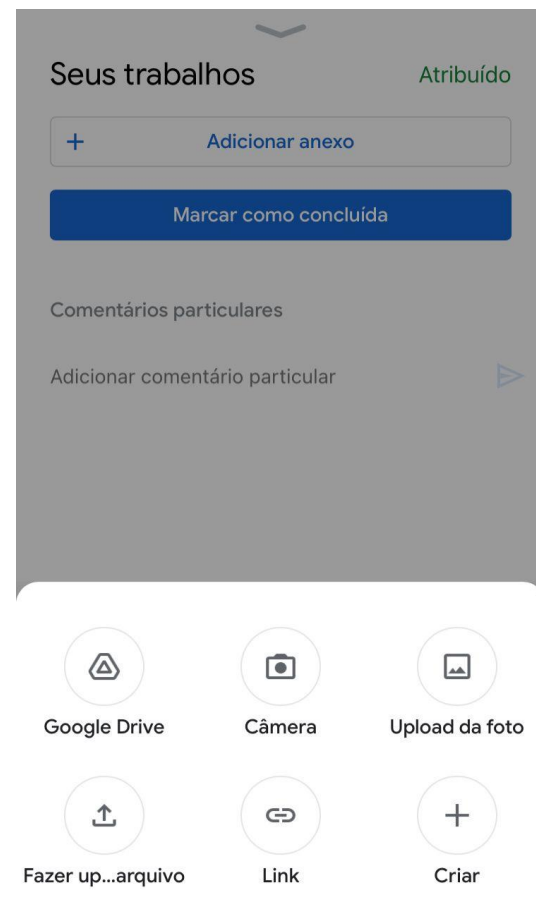 Seus trabalhos
Atribuído
+ Adicionar anexo
Marcar como concluída
Comentários particulares
Adicionar comentário particular
Google Drive
Câmera
Upload da foto
Fazer up...arquivo
Link
Criar